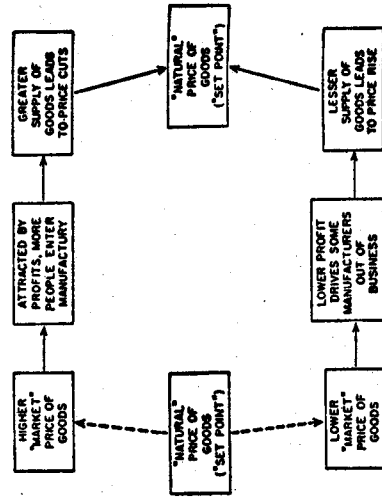 HIGHER
"MARKET"
PRICE OF
GOODS
ATTRACTED BY
PROFITS, MORE
PEOPLE ENTER
MANUFACTURY
GREATER
SUPPLY OF
GOODS LEADS
TO PRICE CUTS
"NATURAL"
PRICE OF
GOODS
("SET POINT")
"NATURAL"
PRICE OF
GOODS
("SET POINT")
LOWER
"MARKET"
PRICE OF
GOODS
LOWER PROFIT
DRIVES SOME
MANUFACTURERS
OUT OF
BUSINESS
LESSER
SUPPLY OF
GOODS LEADS
TO PRICE RISE